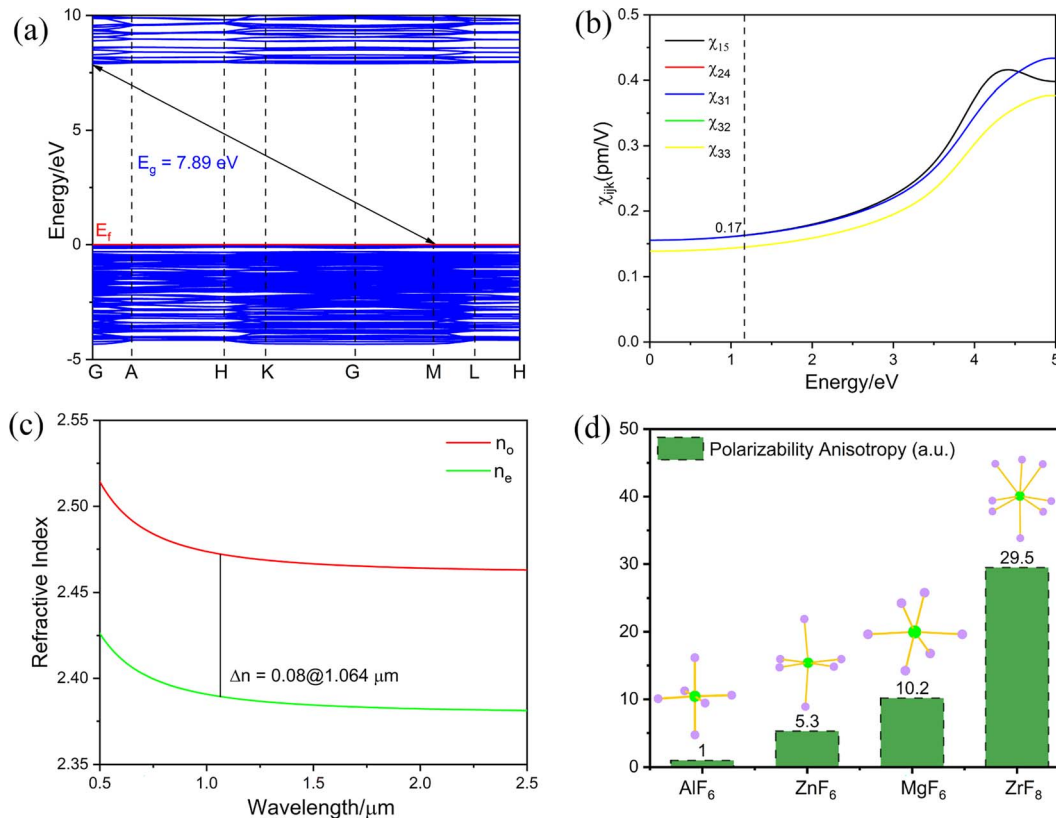 (a)
10
5
0
-5
Energy/eV
E_g = 7.89 eV
E_f
G A H K G M L H
(b)
0.5
0.4
0.3
0.2
0.1
0.0
χ_ijk(pm/V)
χ_15
χ_24
χ_31
χ_32
χ_33
0.17
0 1 2 3 4 5
Energy/eV
(c)
2.55
2.50
2.45
2.40
2.35
Refractive Index
n_o
n_e
Δn = 0.08@1.064 μm
0.5 1.0 1.5 2.0 2.5
Wavelength/μm
(d)
50
40
30
20
10
0
Polarizability Anisotropy (a.u.)
1
5.3
10.2
29.5
AlF_6 ZnF_6 MgF_6 ZrF_8